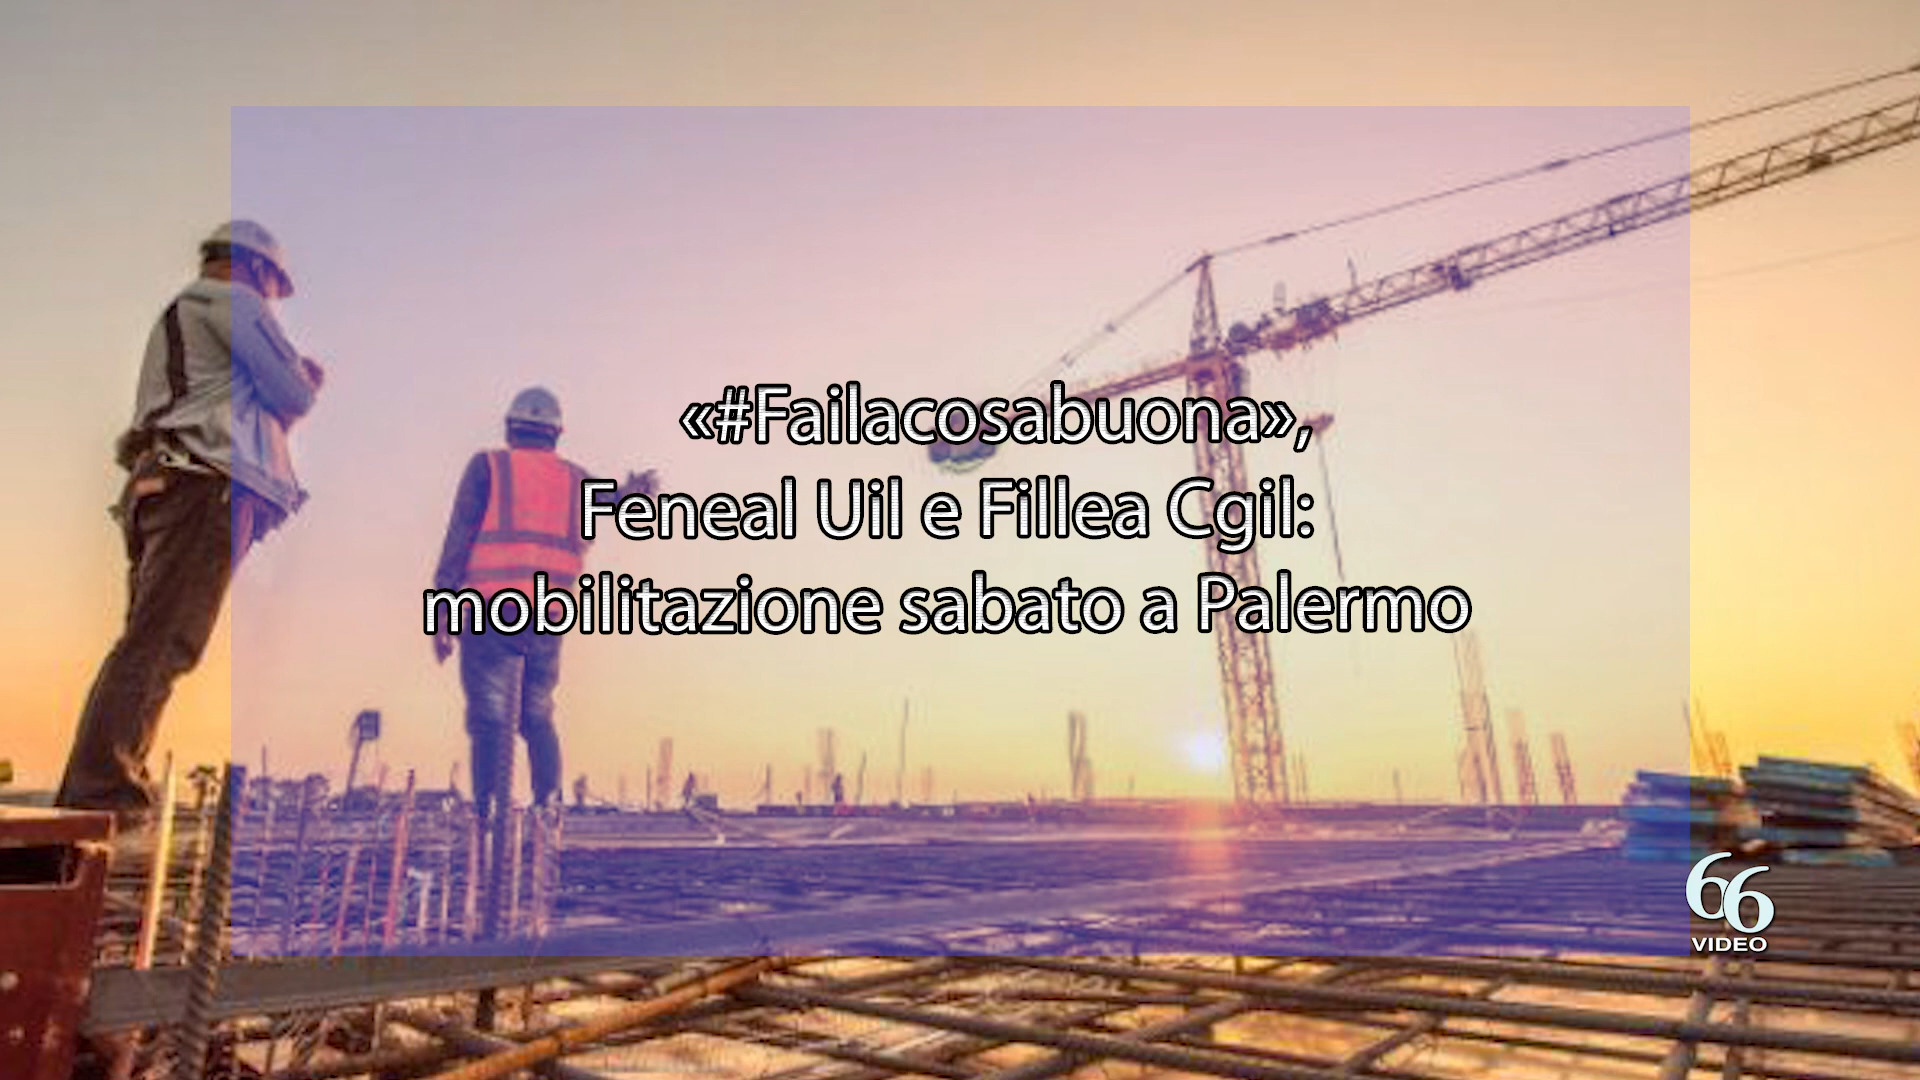 «#Failacosabuona»,
Feneal Uil e Fillea Cgil:
mobilitazione sabato a Palermo
66
VIDEO